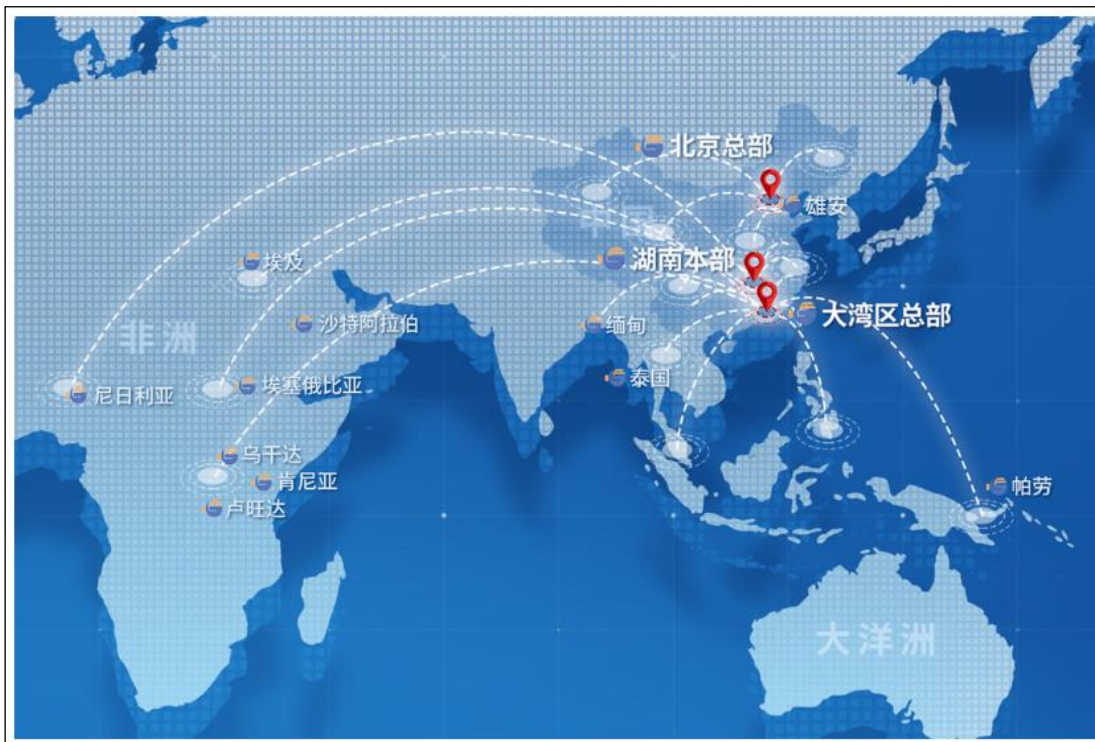 北京总部
雄安
中国
湖南本部
埃及
大湾区总部
沙特阿拉伯
缅甸
非洲
泰国
埃塞俄比亚
尼日利亚
乌干达
肯尼亚
帕劳
卢旺达
大洋洲